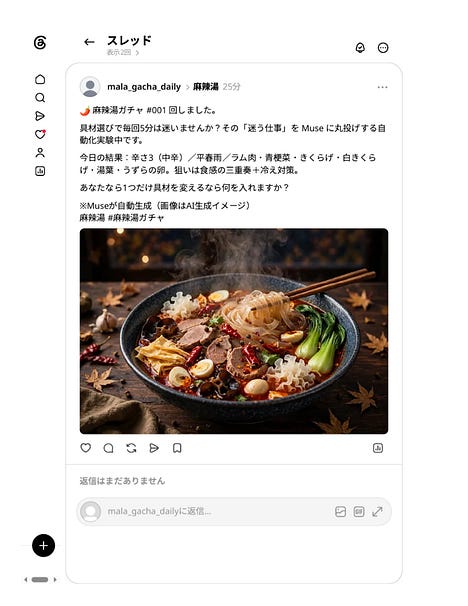 スレッド
表示2回
mala_gacha_daily › 麻辣湯 25分
🌶️ 麻辣湯ガチャ #001 回しました。
具材選びで毎回5分は迷いませんか？その「迷う仕事」を Muse に丸投げする自
動化実験中です。
今日の結果：辛さ3（中辛）／平春雨／ラム肉・青梗菜・きくらげ・白きくら
げ・湯葉・うずらの卵。狙いは食感の三重奏＋冷え対策。
あなたなら1つだけ具材を変えるなら何を入れますか？
※Museが自動生成（画像はAI生成イメージ）
麻辣湯 #麻辣湯ガチャ
返信はまだありません
mala_gacha_dailyに返信...